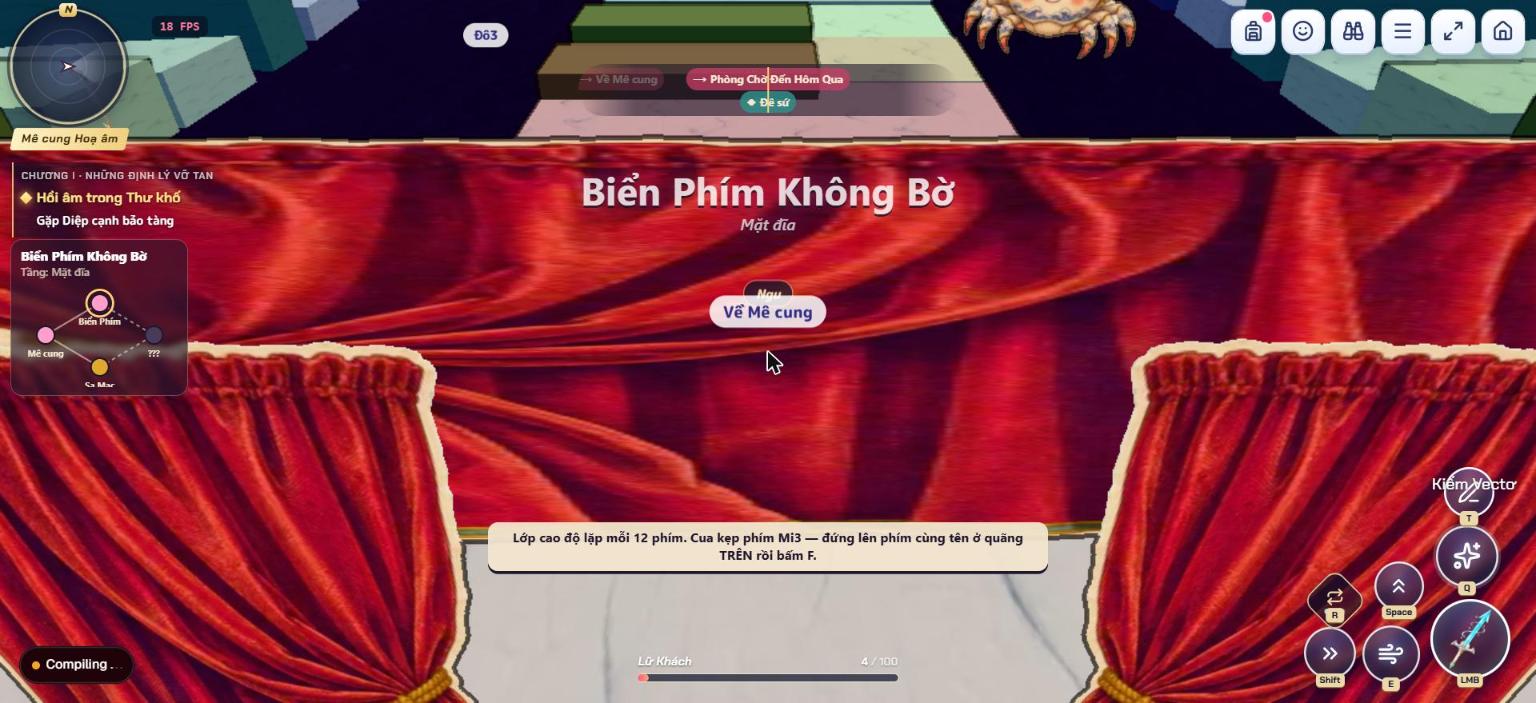 N
18 FPS
Đô3
→ Về Mê cung
→ Phòng Chờ Đến Hôm Qua
◆ Đê sứ
Mê cung Hoạ âm
CHƯƠNG I · NHỮNG ĐỊNH LÝ VỠ TAN
Hồi âm trong Thư khố
Gặp Diệp cạnh bảo tàng
Biển Phím Không Bờ
Mặt đĩa
Biển Phím Không Bờ
Tầng: Mặt đĩa
Biển Phím
Mê cung
???
Sa Mạc
Ngu
Về Mê cung
Kiếm Vectơ
T
Lớp cao độ lặp mỗi 12 phím. Cua kẹp phím Mi3 — đứng lên phím cùng tên ở quãng
TRÊN rồi bấm F.
Q
R
Space
Compiling ...
Lữ Khách
4 / 100
Shift
E
LMB